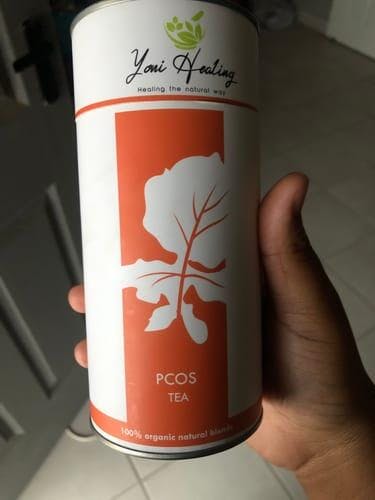 Yoni Healing
Healing the natural way
PCOS
TEA
100% organic natural blends